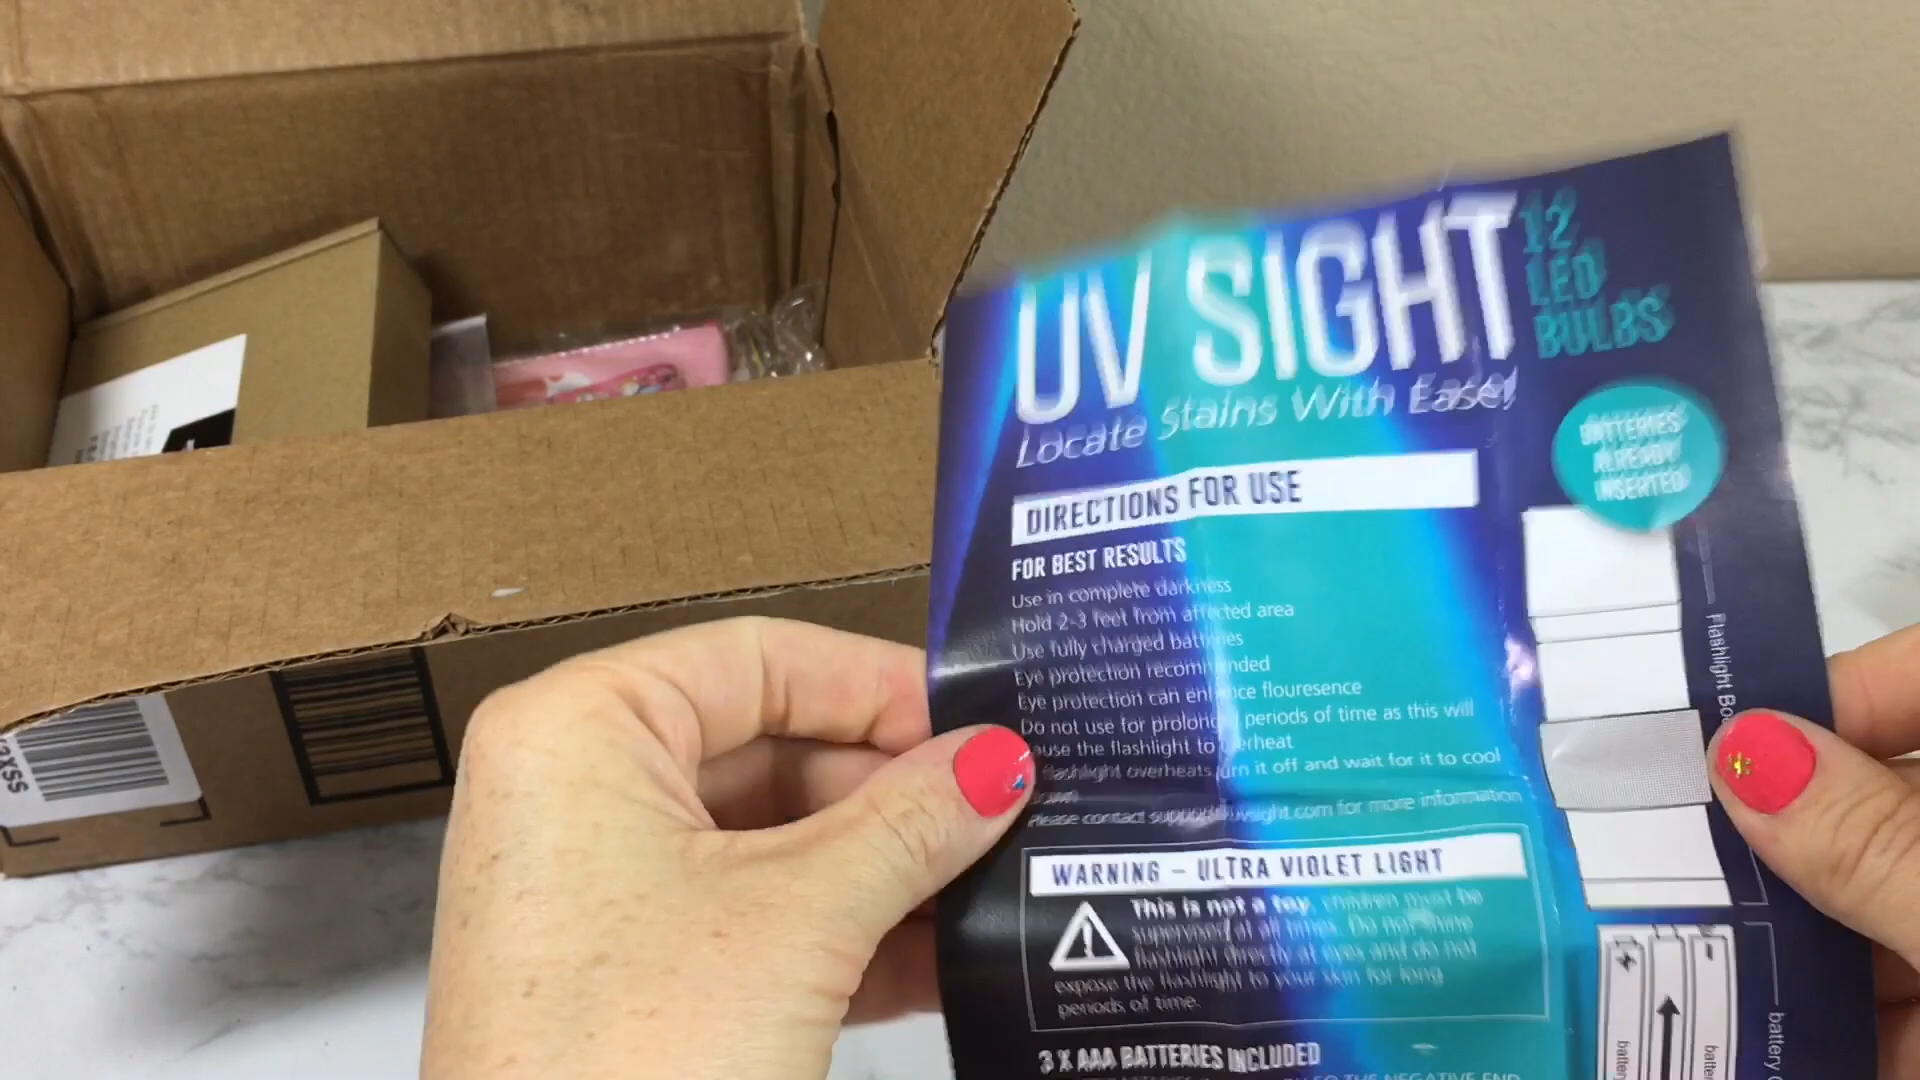 UV SIGHT
12
LED
BULBS
Locate Stains With Ease!
BATTERIES
ALREADY
INSERTED
DIRECTIONS FOR USE
FOR BEST RESULTS
Use in complete darkness
Hold 2-3 feet from affected area
Use fully charged batteries
Eye protection recommended
Eye protection can enhance flouresence
Do not use for prolonged periods of time as this will
cause the flashlight to overheat
flashlight overheats turn it off and wait for it to cool
down
Please contact support@uvsight.com for more information
WARNING – ULTRA VIOLET LIGHT
This is not a toy, children must be
supervised at all times. Do not shine
flashlight directly at eyes and do not
expose the flashlight to your skin for long
periods of time.
3 X AAA BATTERIES INCLUDED
TO THE NEGATIVE END
Flashlight
battery